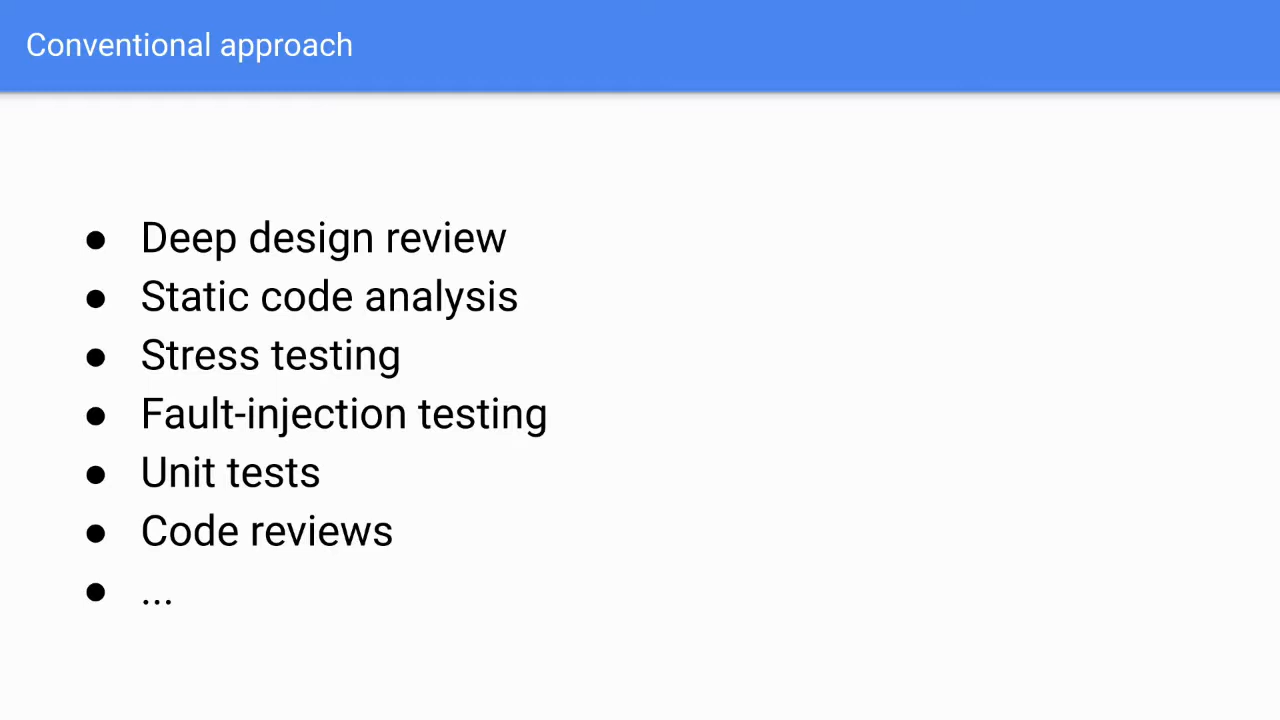 Conventional approach
● Deep design review
● Static code analysis
● Stress testing
● Fault-injection testing
● Unit tests
● Code reviews
● ...